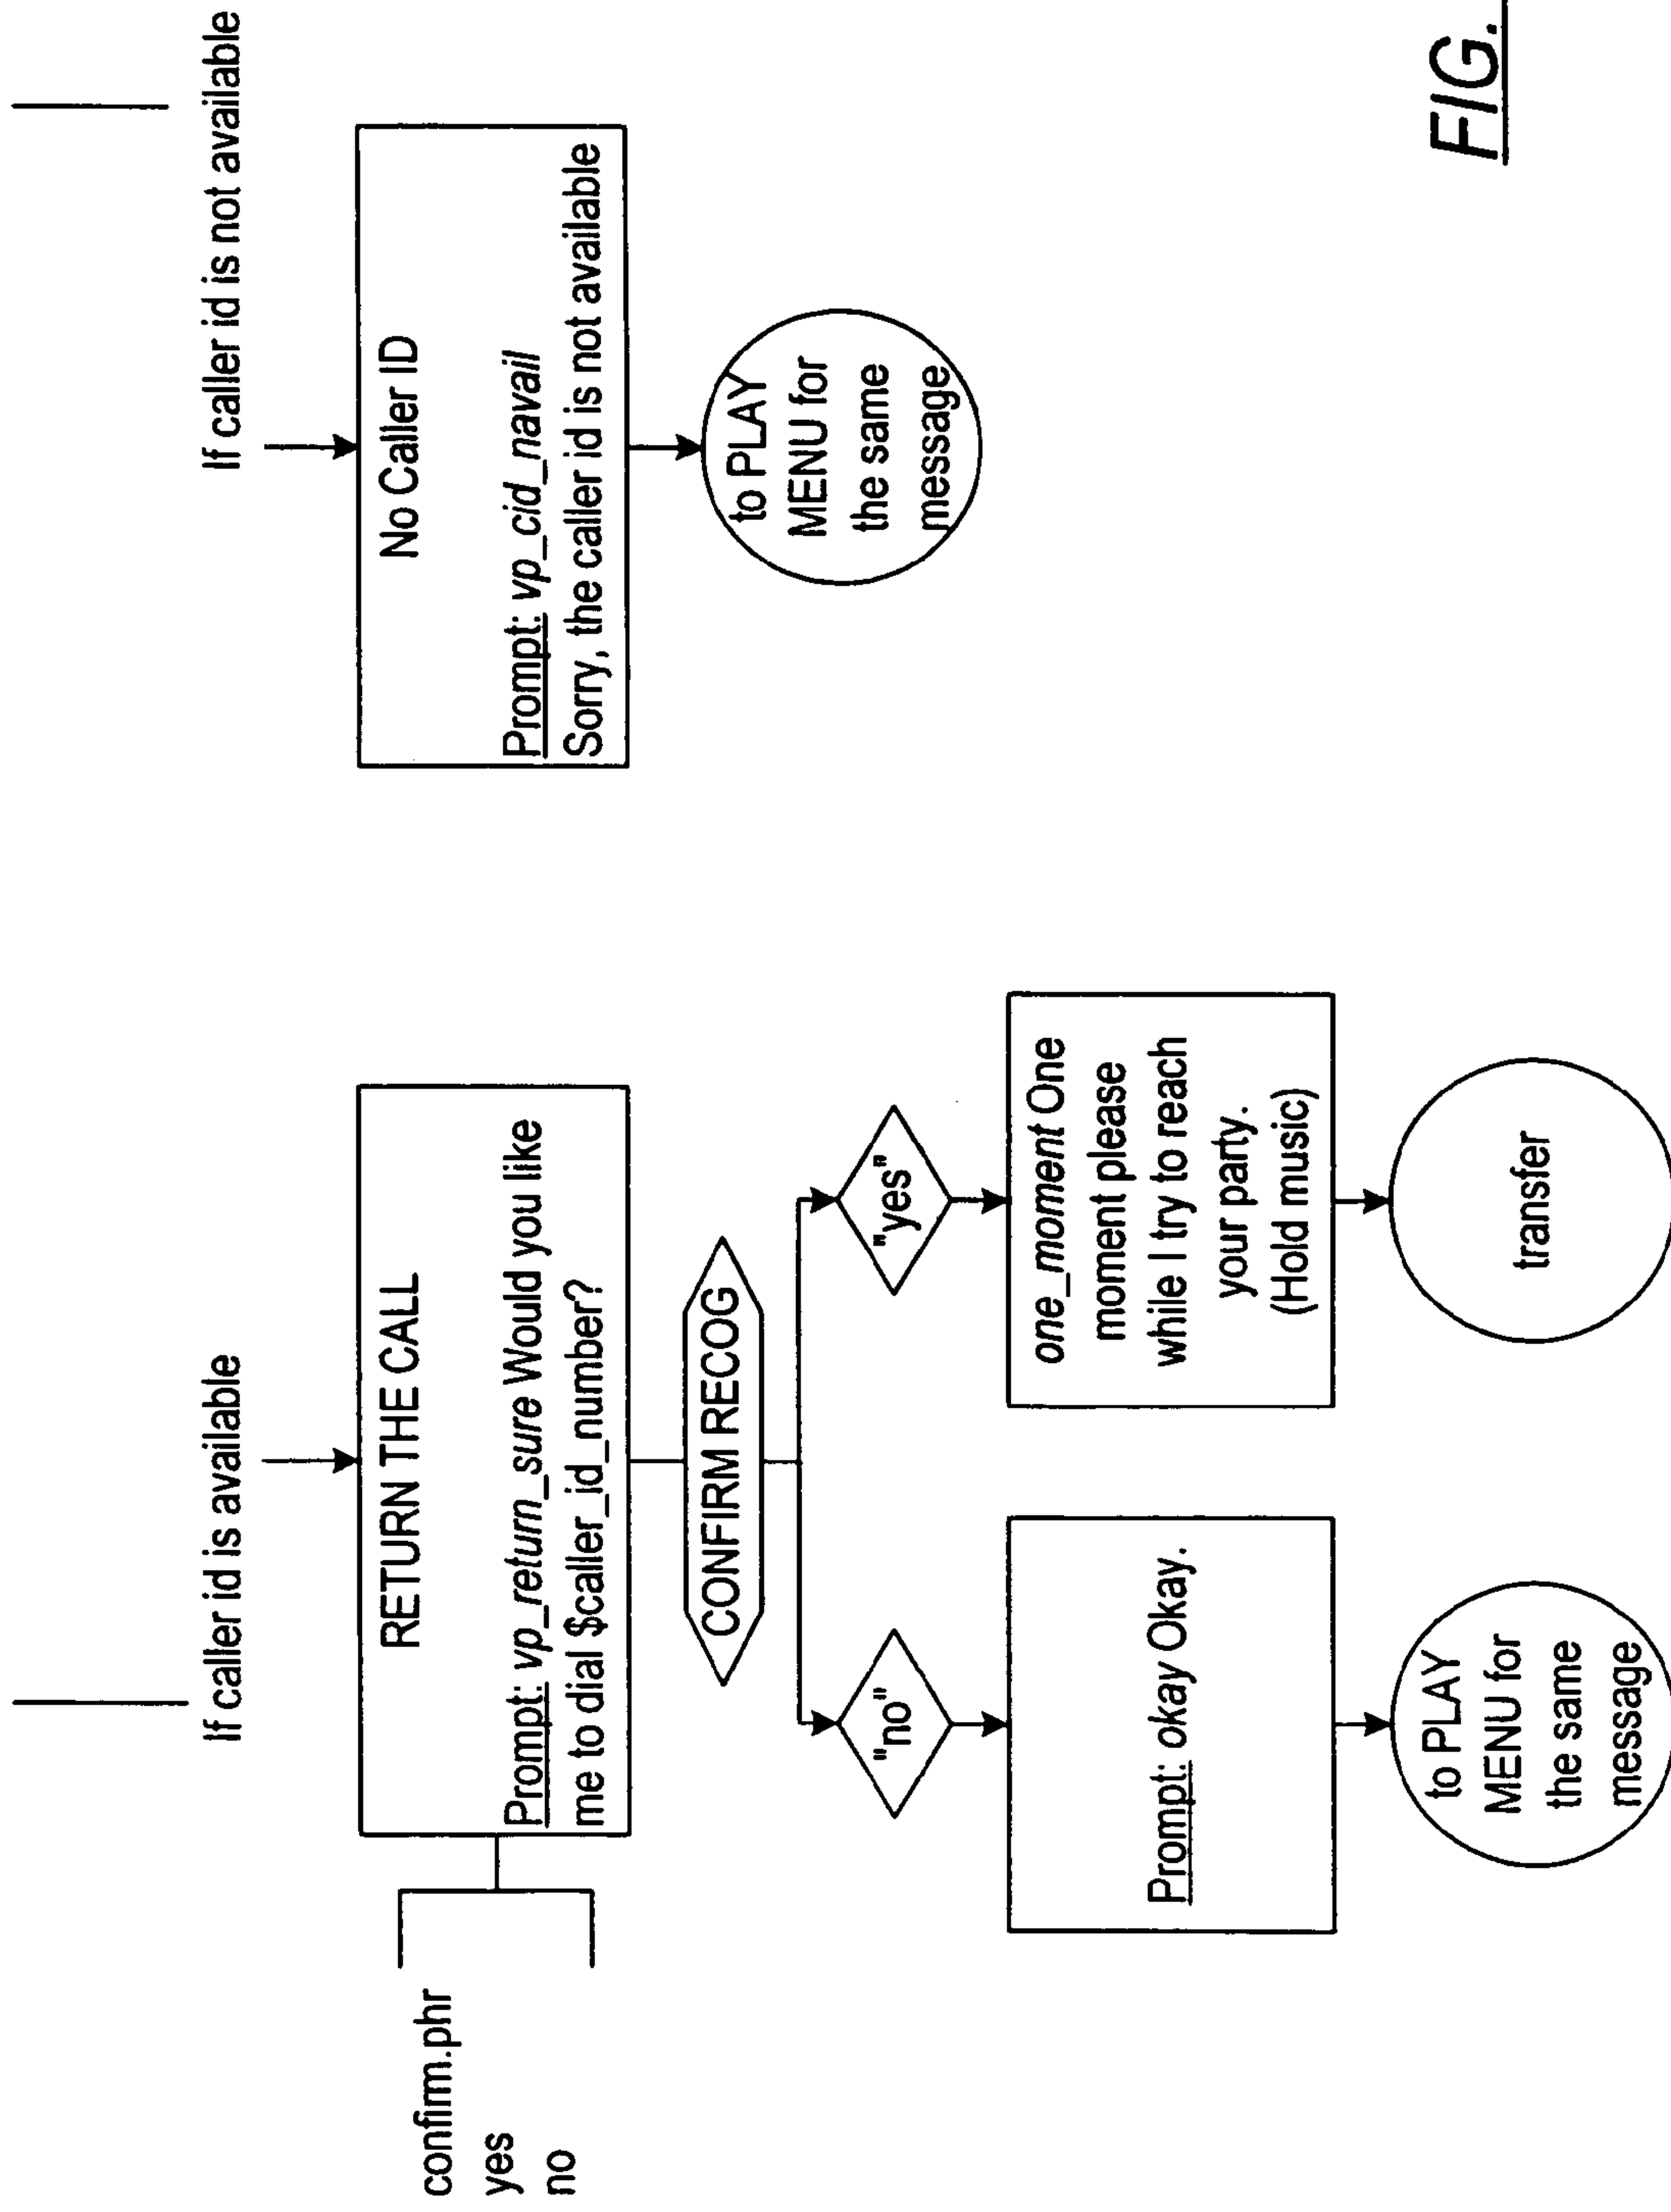 If caller id is available
RETURN THE CALL
Prompt: vp_return_sure Would you like
me to dial $caller_id_number?
confirm.phr
yes
no
CONFIRM RECOG
"no"
"yes"
Prompt: okay Okay.
one_moment One
moment please
while I try to reach
your party.
(Hold music)
to PLAY
MENU for
the same
message
transfer
If caller id is not available
No Caller ID
Prompt: vp_cid_navail
Sorry, the caller id is not available
to PLAY
MENU for
the same
message
FIG.